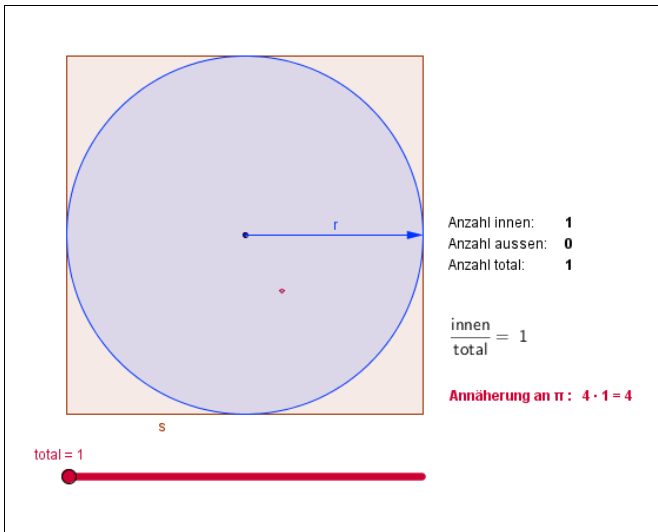 r
Anzahl innen: 1
Anzahl aussen: 0
Anzahl total: 1
innen
total
= 1
Annäherung an π : 4 · 1 = 4
s
total = 1